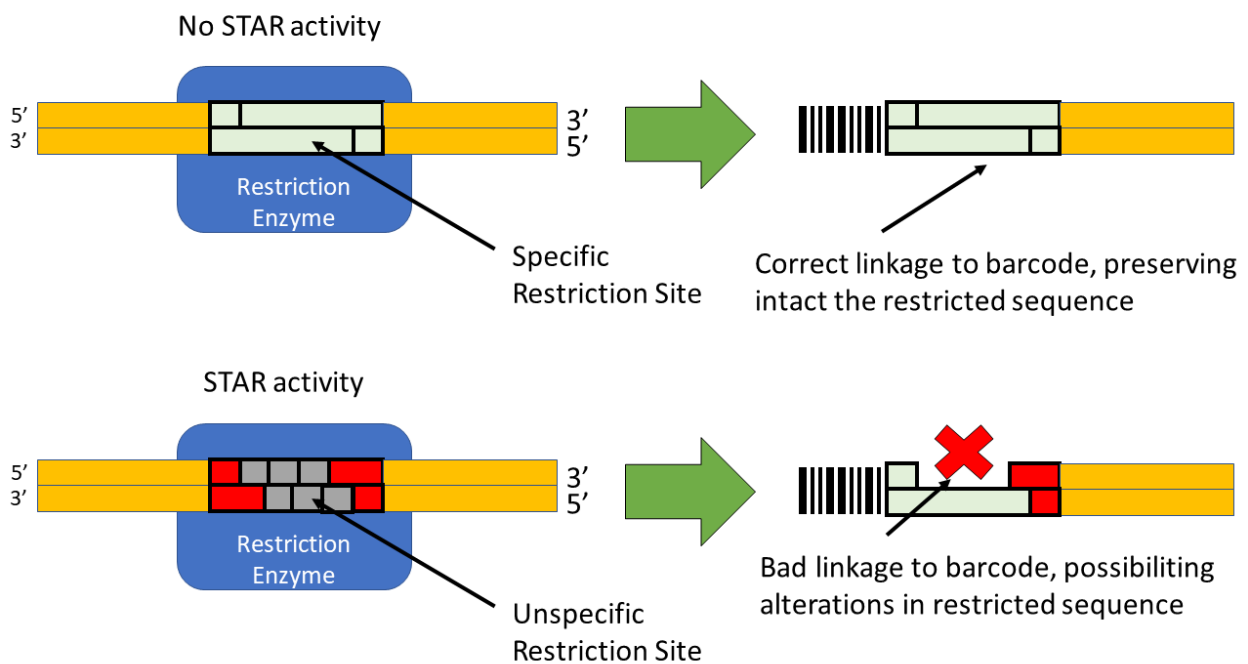 No STAR activity
5’
3’
3’
5’
Restriction
Enzyme
Specific
Restriction Site
Correct linkage to barcode, preserving
intact the restricted sequence
STAR activity
5’
3’
3’
5’
Restriction
Enzyme
Unspecific
Restriction Site
Bad linkage to barcode, possibiliting
alterations in restricted sequence